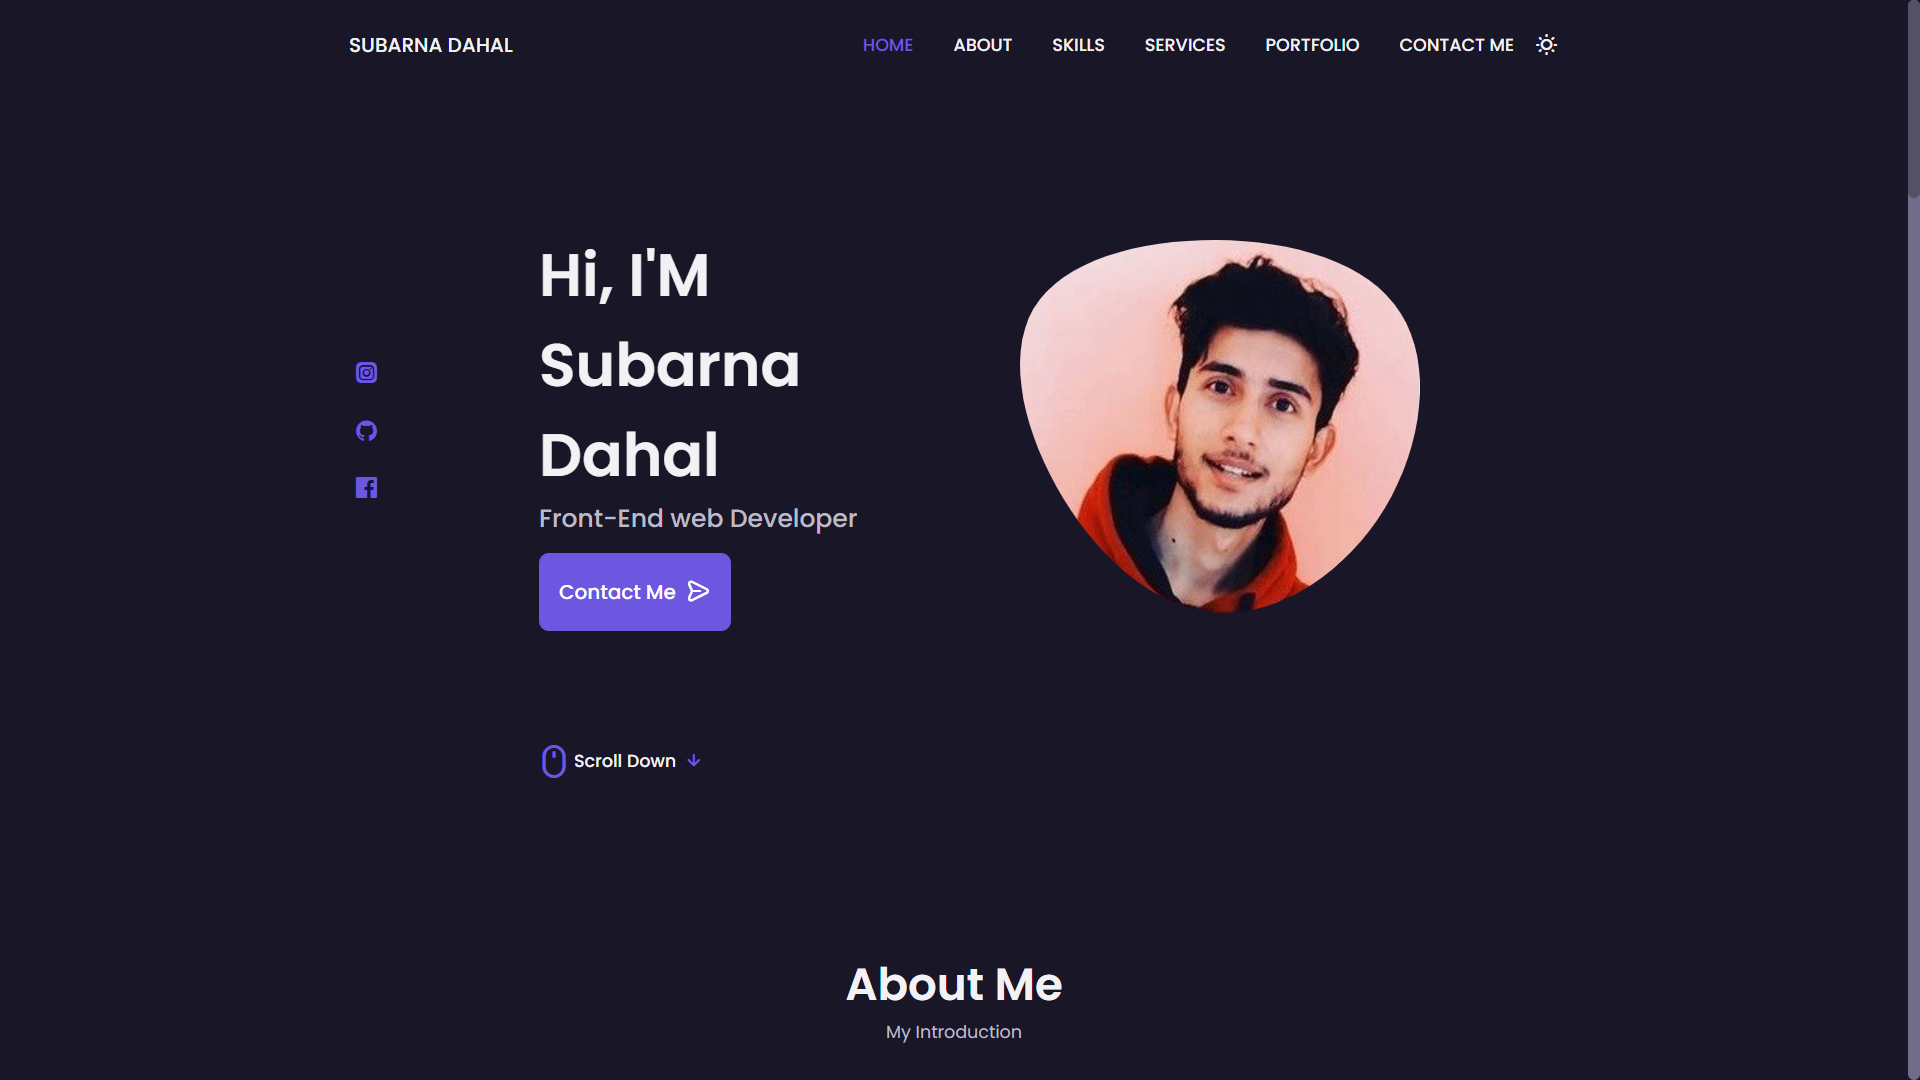 SUBARNA DAHAL
HOME ABOUT SKILLS SERVICES PORTFOLIO CONTACT ME
Hi, I'M
Subarna
Dahal
Front-End web Developer
Contact Me
Scroll Down
About Me
My Introduction